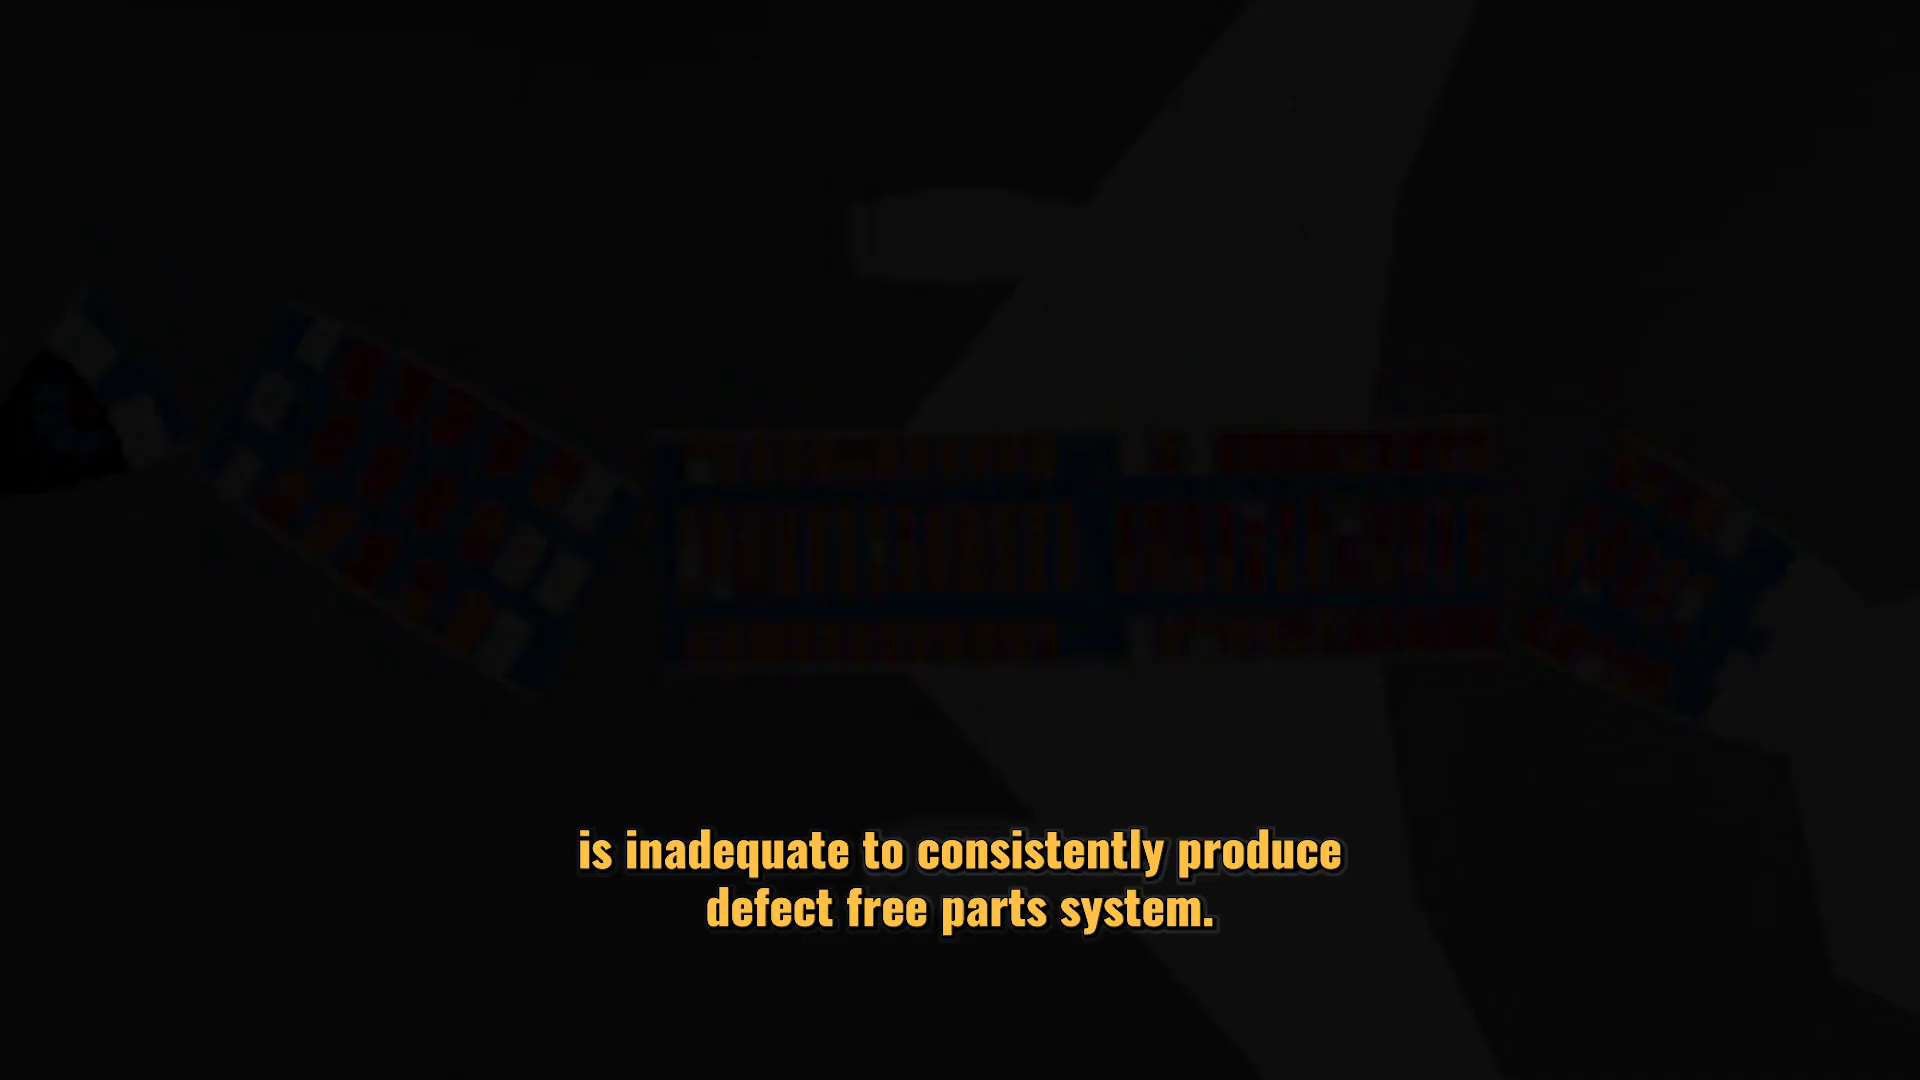 is inadequate to consistently produce
defect free parts system.